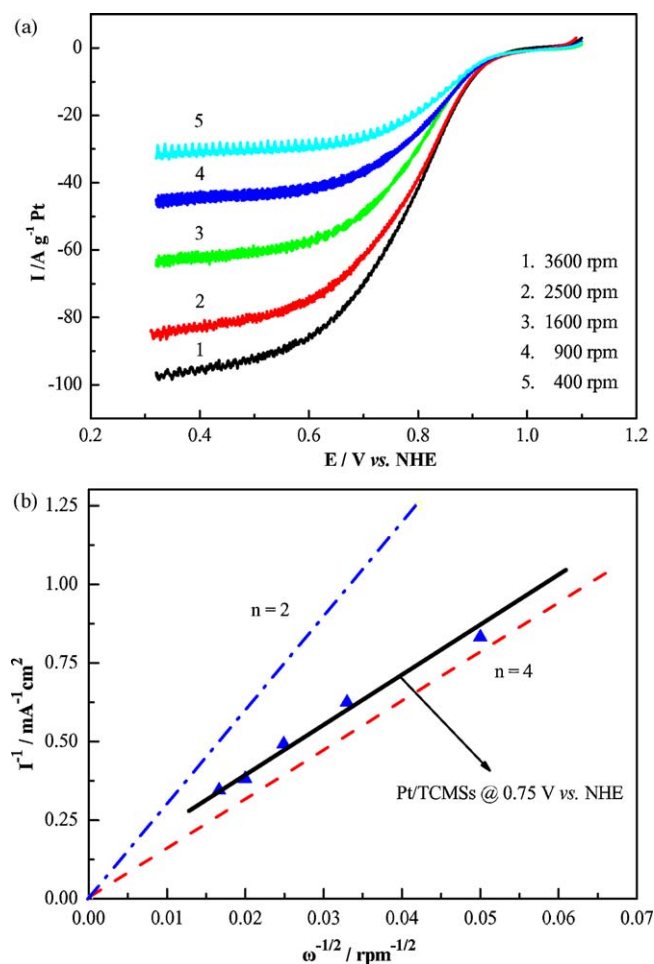 (a)
0
-20
-40
-60
-80
-100
I /A g⁻¹ Pt
5
4
3
2
1
1. 3600 rpm
2. 2500 rpm
3. 1600 rpm
4. 900 rpm
5. 400 rpm
0.2 0.4 0.6 0.8 1.0 1.2
E / V vs. NHE
(b)
1.25
1.00
0.75
0.50
0.25
0.00
I⁻¹ / mA⁻¹cm²
n = 2
n = 4
Pt/TCMSs @ 0.75 V vs. NHE
0.00 0.01 0.02 0.03 0.04 0.05 0.06 0.07
ω⁻¹/² / rpm⁻¹/²